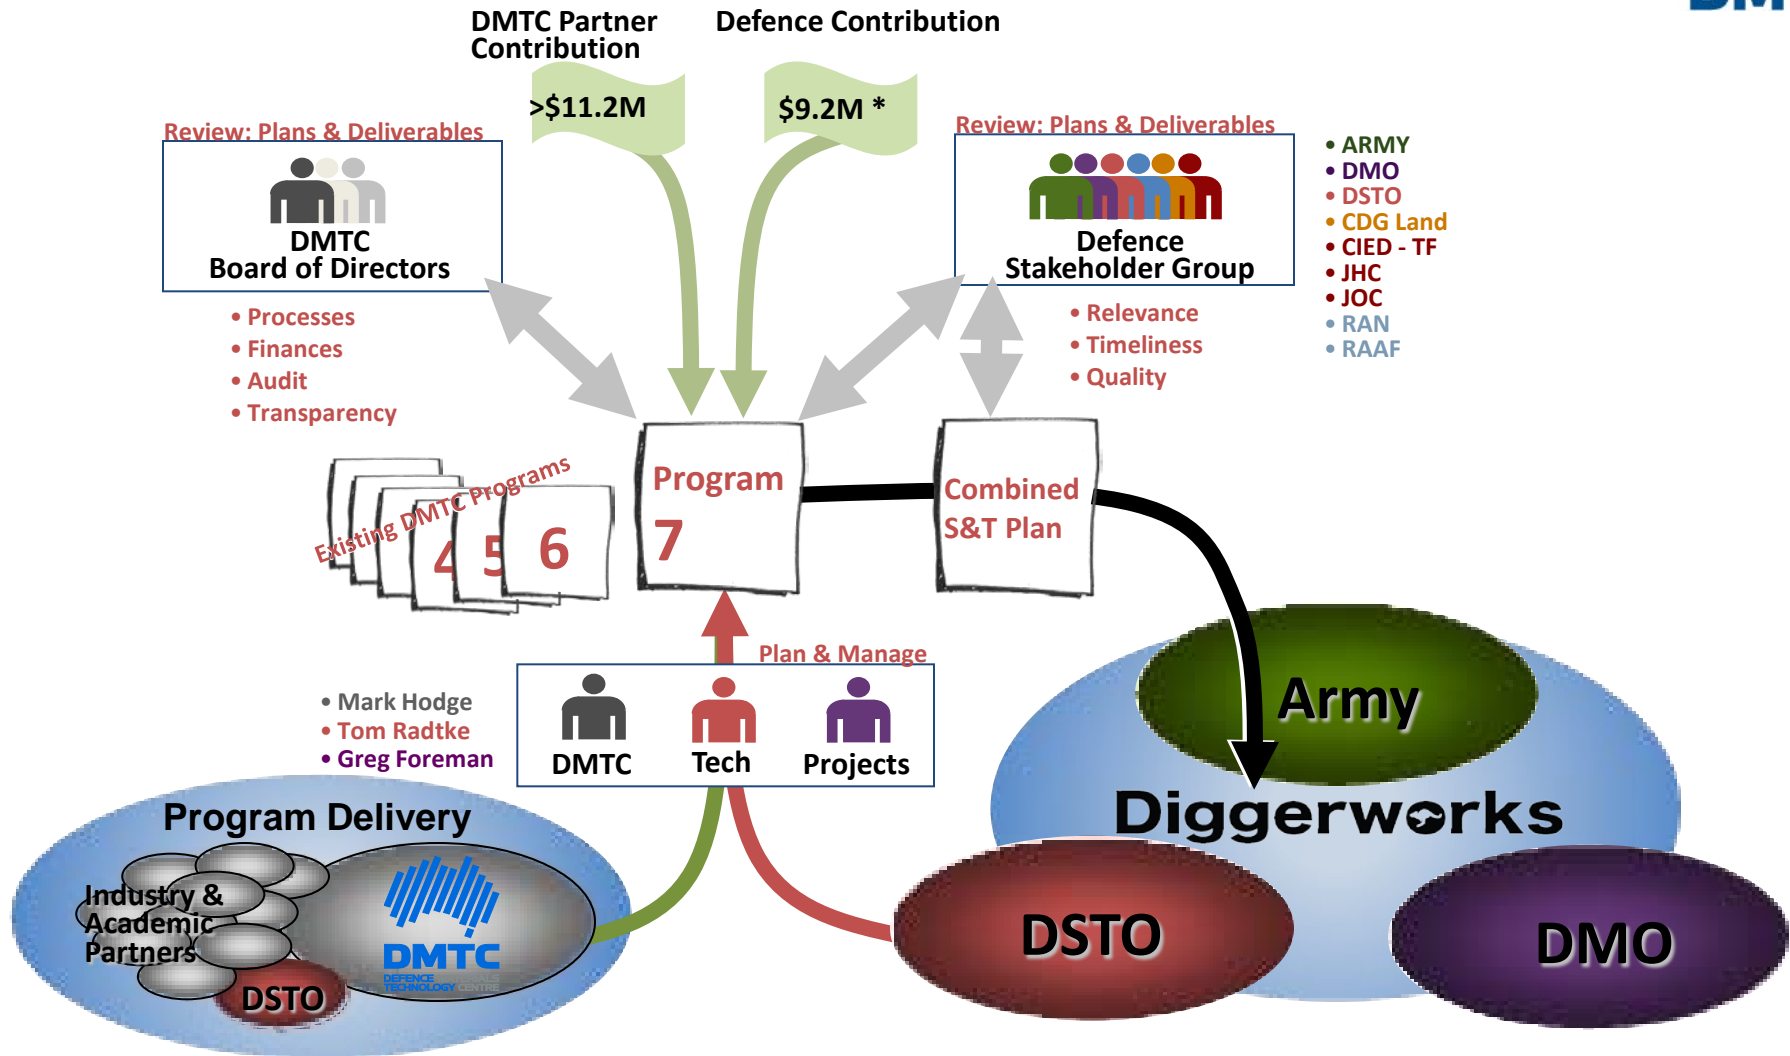 DMTC Partner
Contribution
Defence Contribution
>$11.2M
$9.2M *
Review: Plans & Deliverables
DMTC
Board of Directors
• Processes
• Finances
• Audit
• Transparency
Review: Plans & Deliverables
Defence
Stakeholder Group
• Relevance
• Timeliness
• Quality
• ARMY
• DMO
• DSTO
• CDG Land
• CIED - TF
• JHC
• JOC
• RAN
• RAAF
Existing DMTC Programs
4
5
6
Program
7
Combined
S&T Plan
Plan & Manage
• Mark Hodge
• Tom Radtke
• Greg Foreman
DMTC
Tech
Projects
Program Delivery
Industry &
Academic
Partners
DMTC
DEFENCE
TECHNOLOGY CENTRE
DSTO
Army
Diggerworks
DSTO
DMO